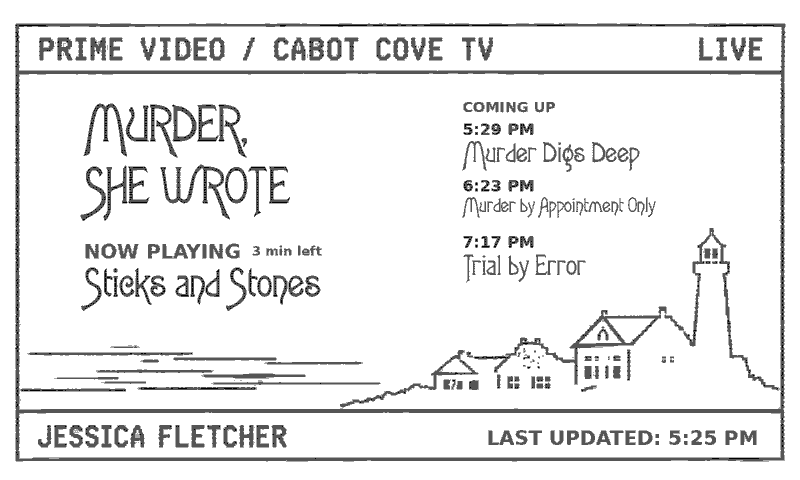 PRIME VIDEO / CABOT COVE TV
LIVE
MURDER,
SHE WROTE
NOW PLAYING 3 min left
Sticks and Stones
COMING UP
5:29 PM
Murder Digs Deep
6:23 PM
Murder by Appointment Only
7:17 PM
Trial by Error
JESSICA FLETCHER
LAST UPDATED: 5:25 PM